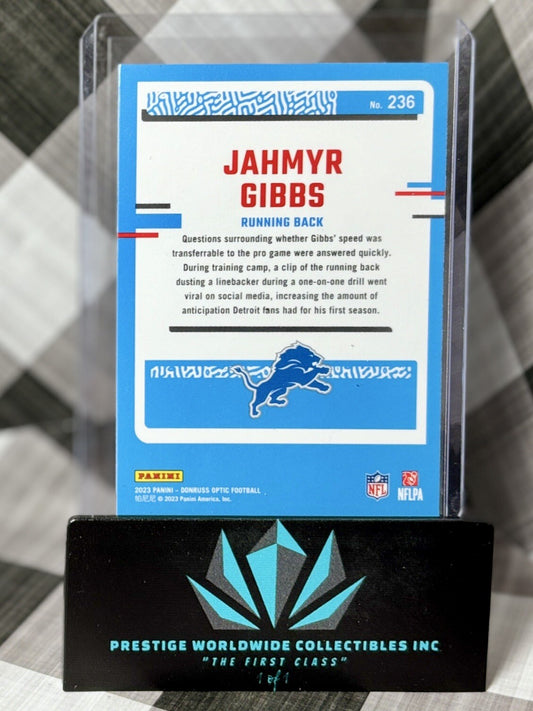 No. 236
JAHMYR
GIBBS
RUNNING BACK
Questions surrounding whether Gibbs' speed was
transferrable to the pro game were answered quickly.
During training camp, a clip of the running back
dusting a linebacker during a one-on-one drill went
viral on social media, increasing the amount of
anticipation Detroit fans had for his first season.
PANINI
2023 PANINI – DONRUSS OPTIC FOOTBALL
帕尼尼 © 2023 Panini America, Inc.
NFL
NFLPA
PRESTIGE WORLDWIDE COLLECTIBLES INC
"THE FIRST CLASS"
1 of 1